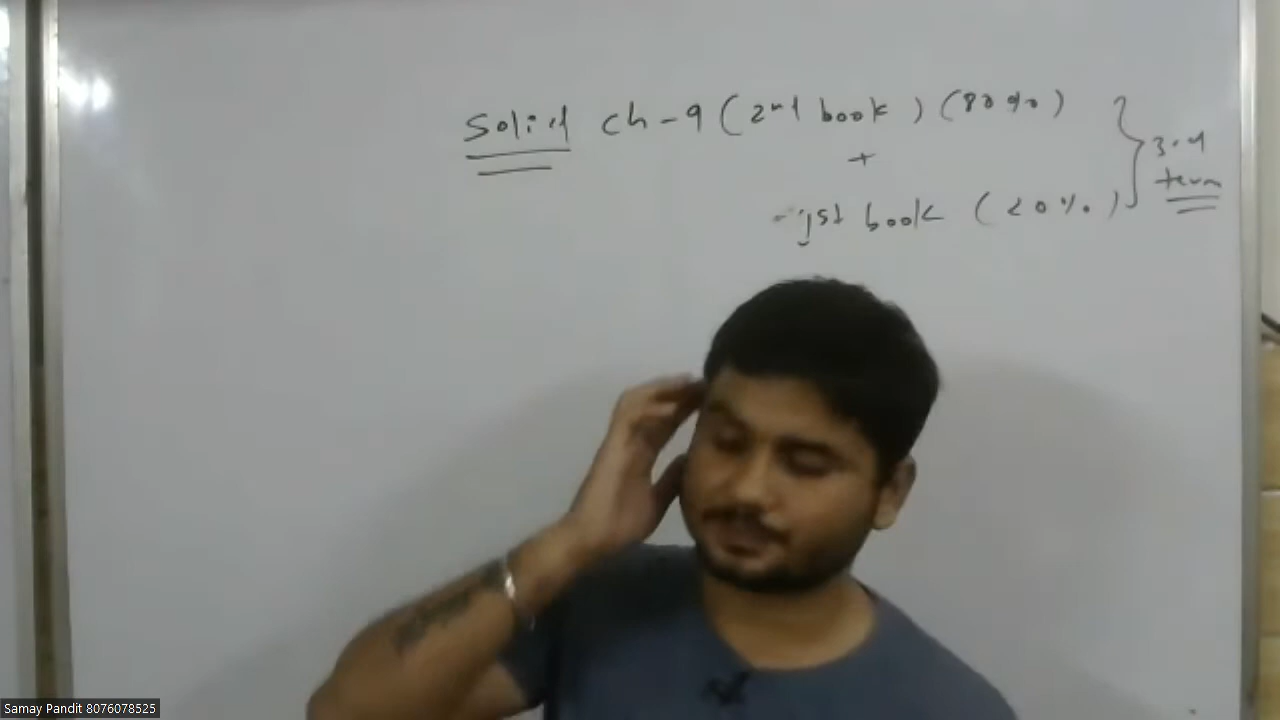 Solid ch-9 (2nd book) (80%)
+
1st book (20%)
3rd
term
Samay Pandit 8076078525